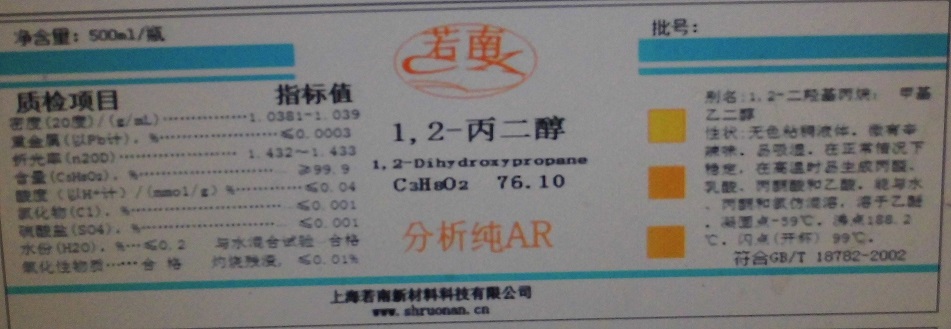 净含量：500ml/瓶
质检项目 指标值
密度(20度)/(g/mL)……………1.0381~1.039
重金属(以Pb计)，%……………≤0.0003
折光率(n20D)……………1.432~1.433
含量(C3H8O2)，%……………≥99.9
酸度(以H+计)/(mmol/g)%……………≤0.04
氯化物(Cl)，%……………≤0.001
硫酸盐(SO4)，%……………≤0.001
水份(H2O)，%…≤0.2 与水混合试验 合格
氧化性物质……合 格 灼烧残渣，≤0.01%
若南
CX
1,2-丙二醇
1,2-Dihydroxypropane
C3H8O2 76.10
分析纯AR
批号：
别名:1,2-二羟基丙烷； 甲基
乙二醇
性状:无色粘稠液体，微有辛
辣味。易吸湿。在正常情况下
稳定，在高温时易生成丙醛、
乳酸、丙酮酸和乙酸。能与水
、丙酮和氯仿混溶，溶于乙醚
。凝固点-59℃。沸点188.2
℃。闪点(开杯) 99℃。
符合GB/T 18782-2002
上海若南新材料科技有限公司
www.shruonan.cn